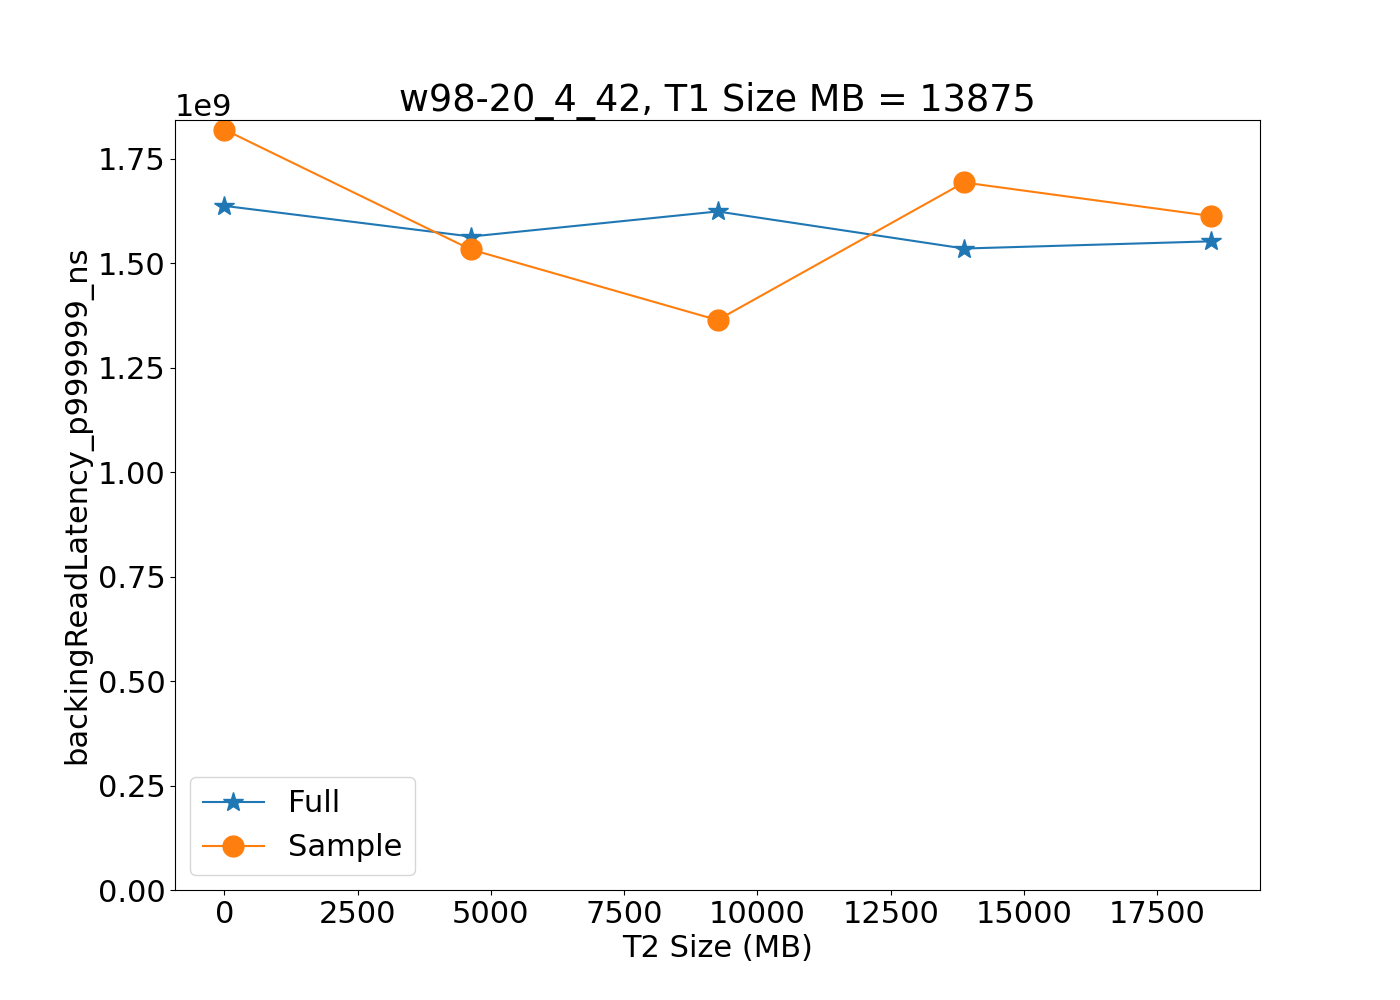 w98-20_4_42, T1 Size MB = 13875
1e9
1.75
1.50
1.25
1.00
0.75
0.50
0.25
0.00
backingReadLatency_p999999_ns
Full
Sample
0 2500 5000 7500 10000 12500 15000 17500
T2 Size (MB)